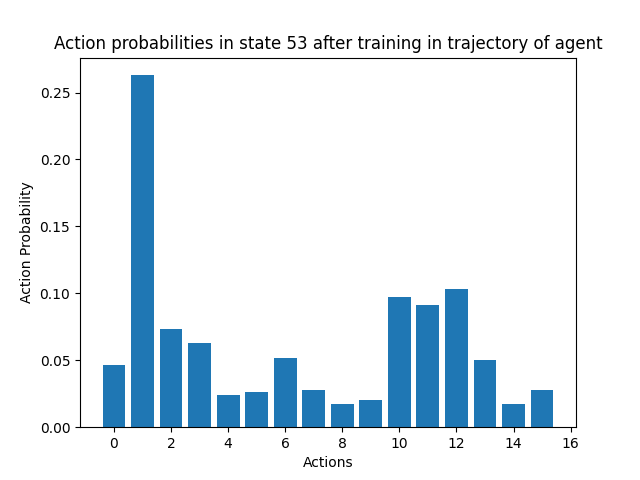 Action probabilities in state 53 after training in trajectory of agent
0.25
0.20
0.15
0.10
0.05
0.00
Action Probability
0 2 4 6 8 10 12 14 16
Actions